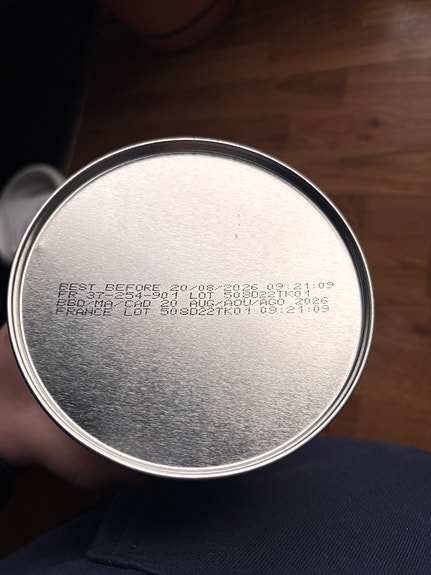 BEST BEFORE 20/08/2026 09:21:09
FR 37-254-901 LOT 508D22TK01
BBD/MA/CAD 20 AUG/AOU/AGO 2026
FRANCE LOT 508D22TK01 09:21:09